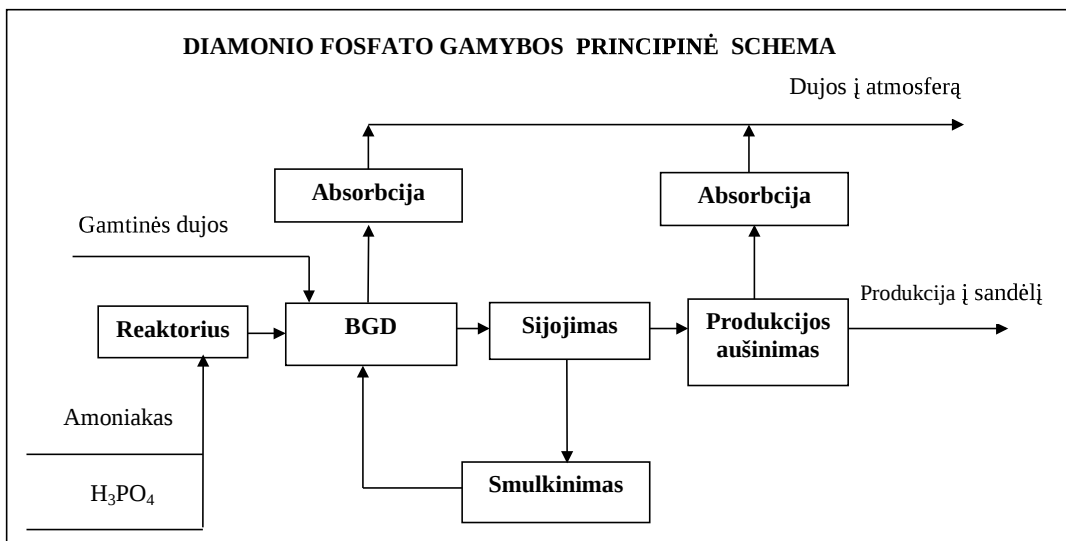 DIAMONIO FOSFATO GAMYBOS PRINCIPINĖ SCHEMA
Dujos į atmosferą
Absorbcija
Absorbcija
Gamtinės dujos
Produkcija į sandėlį
Reaktorius
BGD
Sijojimas
Produkcijos
aušinimas
Amoniakas
Smulkinimas
H₃PO₄